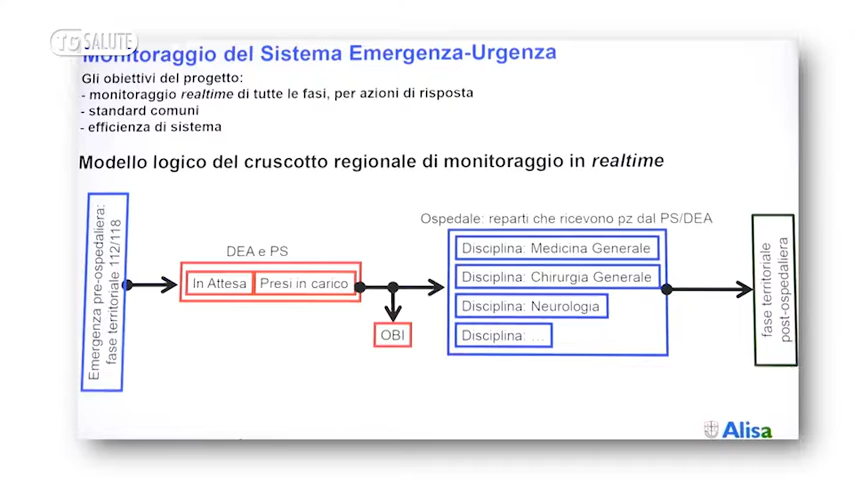 TG SALUTE
Monitoraggio del Sistema Emergenza-Urgenza
Gli obiettivi del progetto:
- monitoraggio realtime di tutte le fasi, per azioni di risposta
- standard comuni
- efficienza di sistema
Modello logico del cruscotto regionale di monitoraggio in realtime
Emergenza pre-ospedaliera:
fase territoriale 112/118
DEA e PS
In Attesa
Presi in carico
OBI
Ospedale: reparti che ricevono pz dal PS/DEA
Disciplina: Medicina Generale
Disciplina: Chirurgia Generale
Disciplina: Neurologia
Disciplina: ...
fase territoriale
post-ospedaliera
Alisa